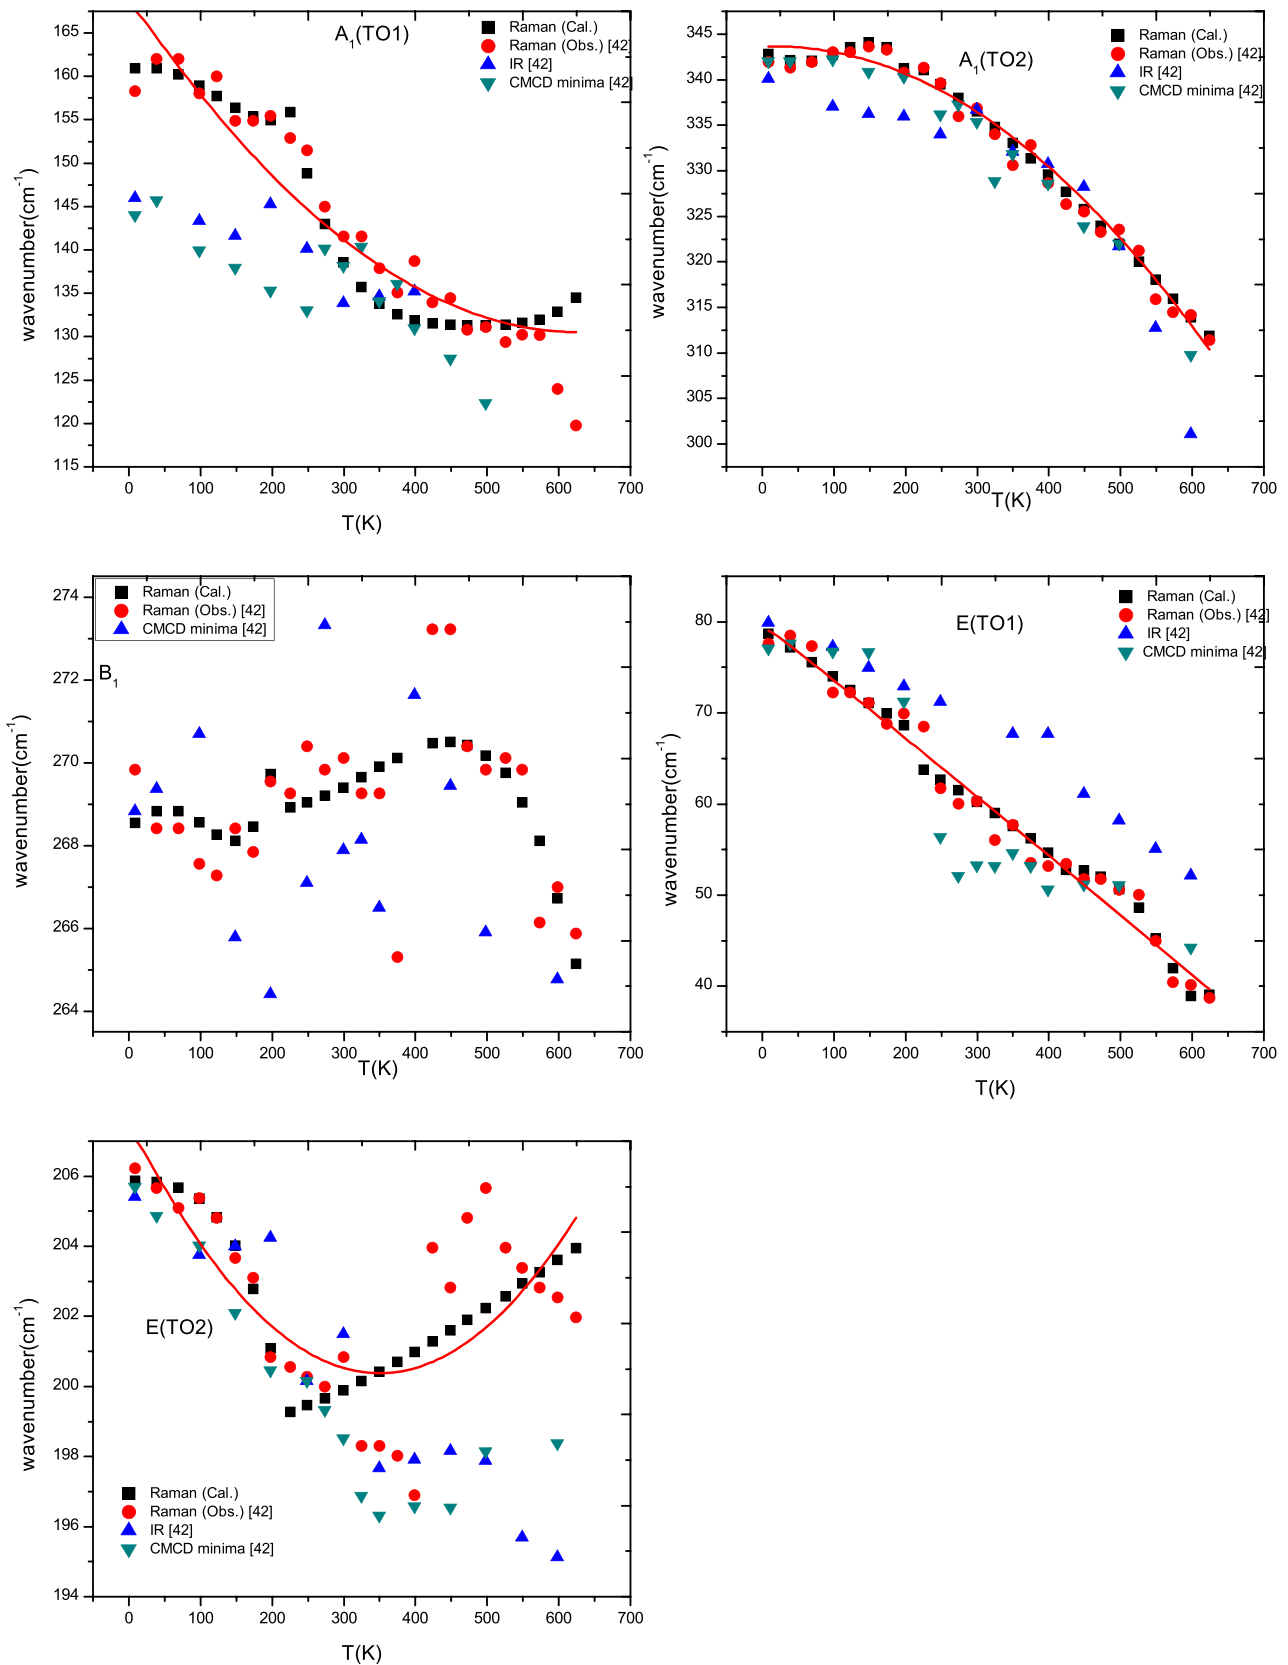 A1(TO1)
Raman (Cal.)
Raman (Obs.) [42]
IR [42]
CMCD minima [42]
165
160
155
150
145
140
135
130
125
120
115
wavenumber(cm-1)
0 100 200 300 400 500 600 700
T(K)
A1(TO2)
Raman (Cal.)
Raman (Obs.) [42]
IR [42]
CMCD minima [42]
345
340
335
330
325
320
315
310
305
300
wavenumber(cm-1)
0 100 200 300 400 500 600 700
T(K)
Raman (Cal.)
Raman (Obs.) [42]
CMCD minima [42]
B1
274
272
270
268
266
264
wavenumber(cm-1)
0 100 200 300 400 500 600 700
T(K)
E(TO1)
Raman (Cal.)
Raman (Obs.) [42]
IR [42]
CMCD minima [42]
80
70
60
50
40
wavenumber(cm-1)
0 100 200 300 400 500 600 700
T(K)
E(TO2)
206
204
202
200
198
196
194
wavenumber(cm-1)
Raman (Cal.)
Raman (Obs.) [42]
IR [42]
CMCD minima [42]
0 100 200 300 400 500 600 700
T(K)